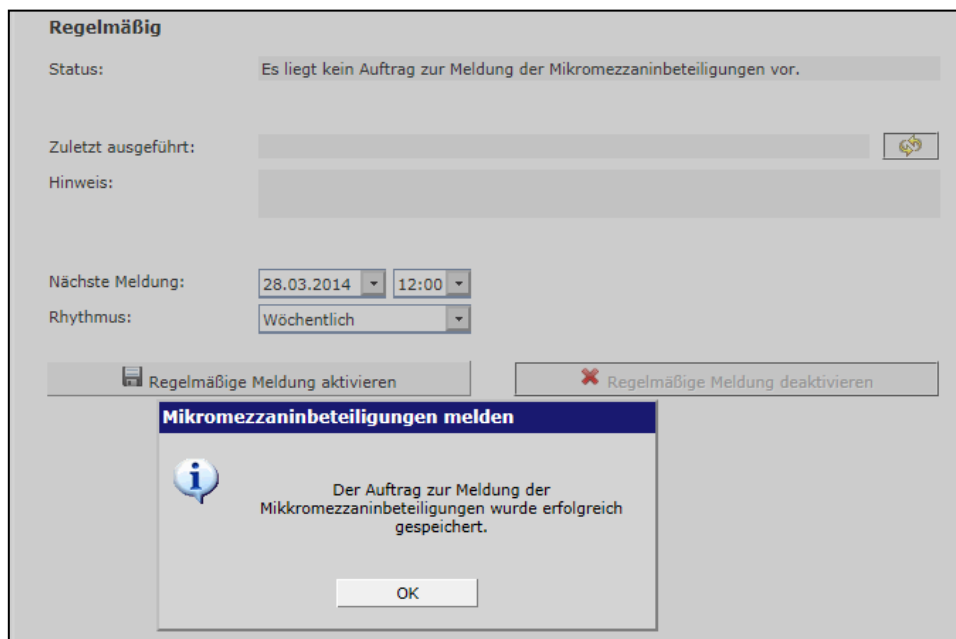 Regelmäßig
Status: Es liegt kein Auftrag zur Meldung der Mikromezzaninbeteiligungen vor.
Zuletzt ausgeführt:
Hinweis:
Nächste Meldung: 28.03.2014 12:00
Rhythmus: Wöchentlich
Regelmäßige Meldung aktivieren Regelmäßige Meldung deaktivieren
Mikromezzaninbeteiligungen melden
Der Auftrag zur Meldung der
Mikkromezzaninbeteiligungen wurde erfolgreich
gespeichert.
OK